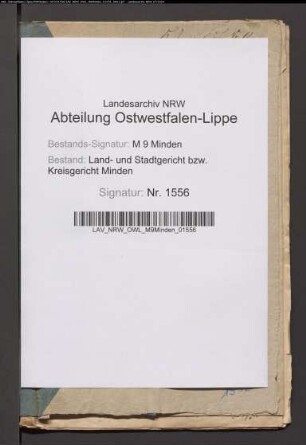 Landesarchiv NRW
Abteilung Ostwestfalen-Lippe
Bestands-Signatur: M 9 Minden
Bestand: Land- und Stadtgericht bzw.
Kreisgericht Minden
Signatur: Nr. 1556
LAV_NRW_OWL_M9Minden_01556